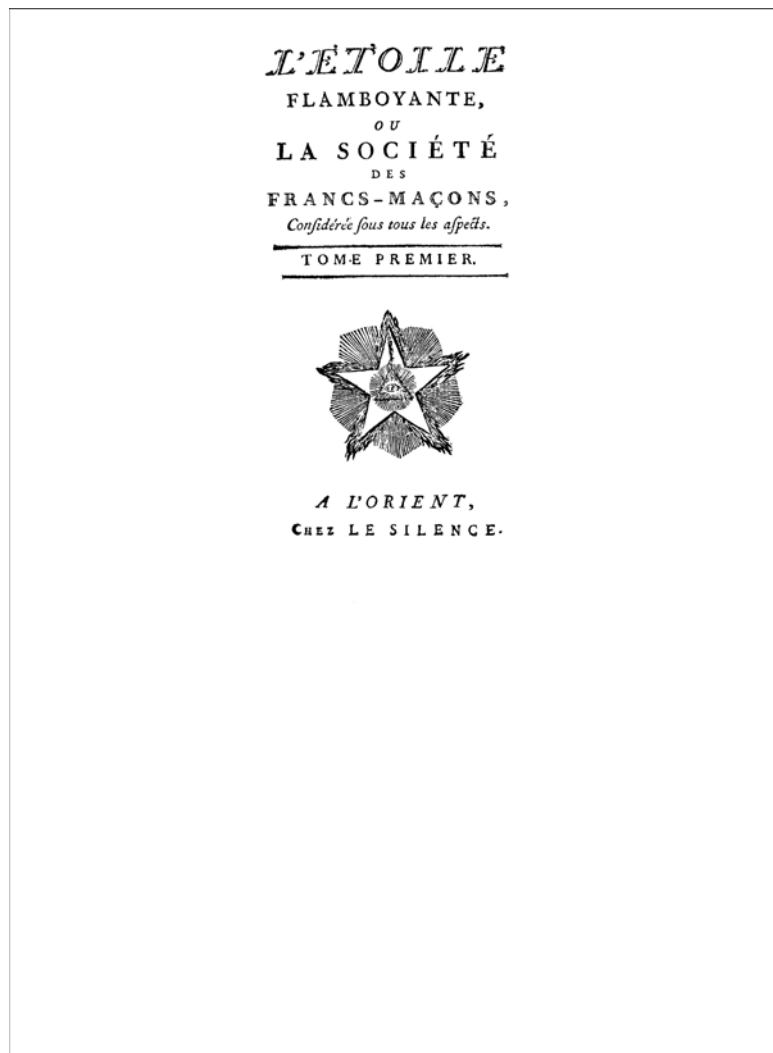 L'ETOILE
FLAMBOYANTE,
OU
LA SOCIÉTÉ
DES
FRANCS-MAÇONS,
Conſidérée ſous tous les aſpects.
TOME PREMIER.
A L'ORIENT,
CHEZ LE SILENCE.